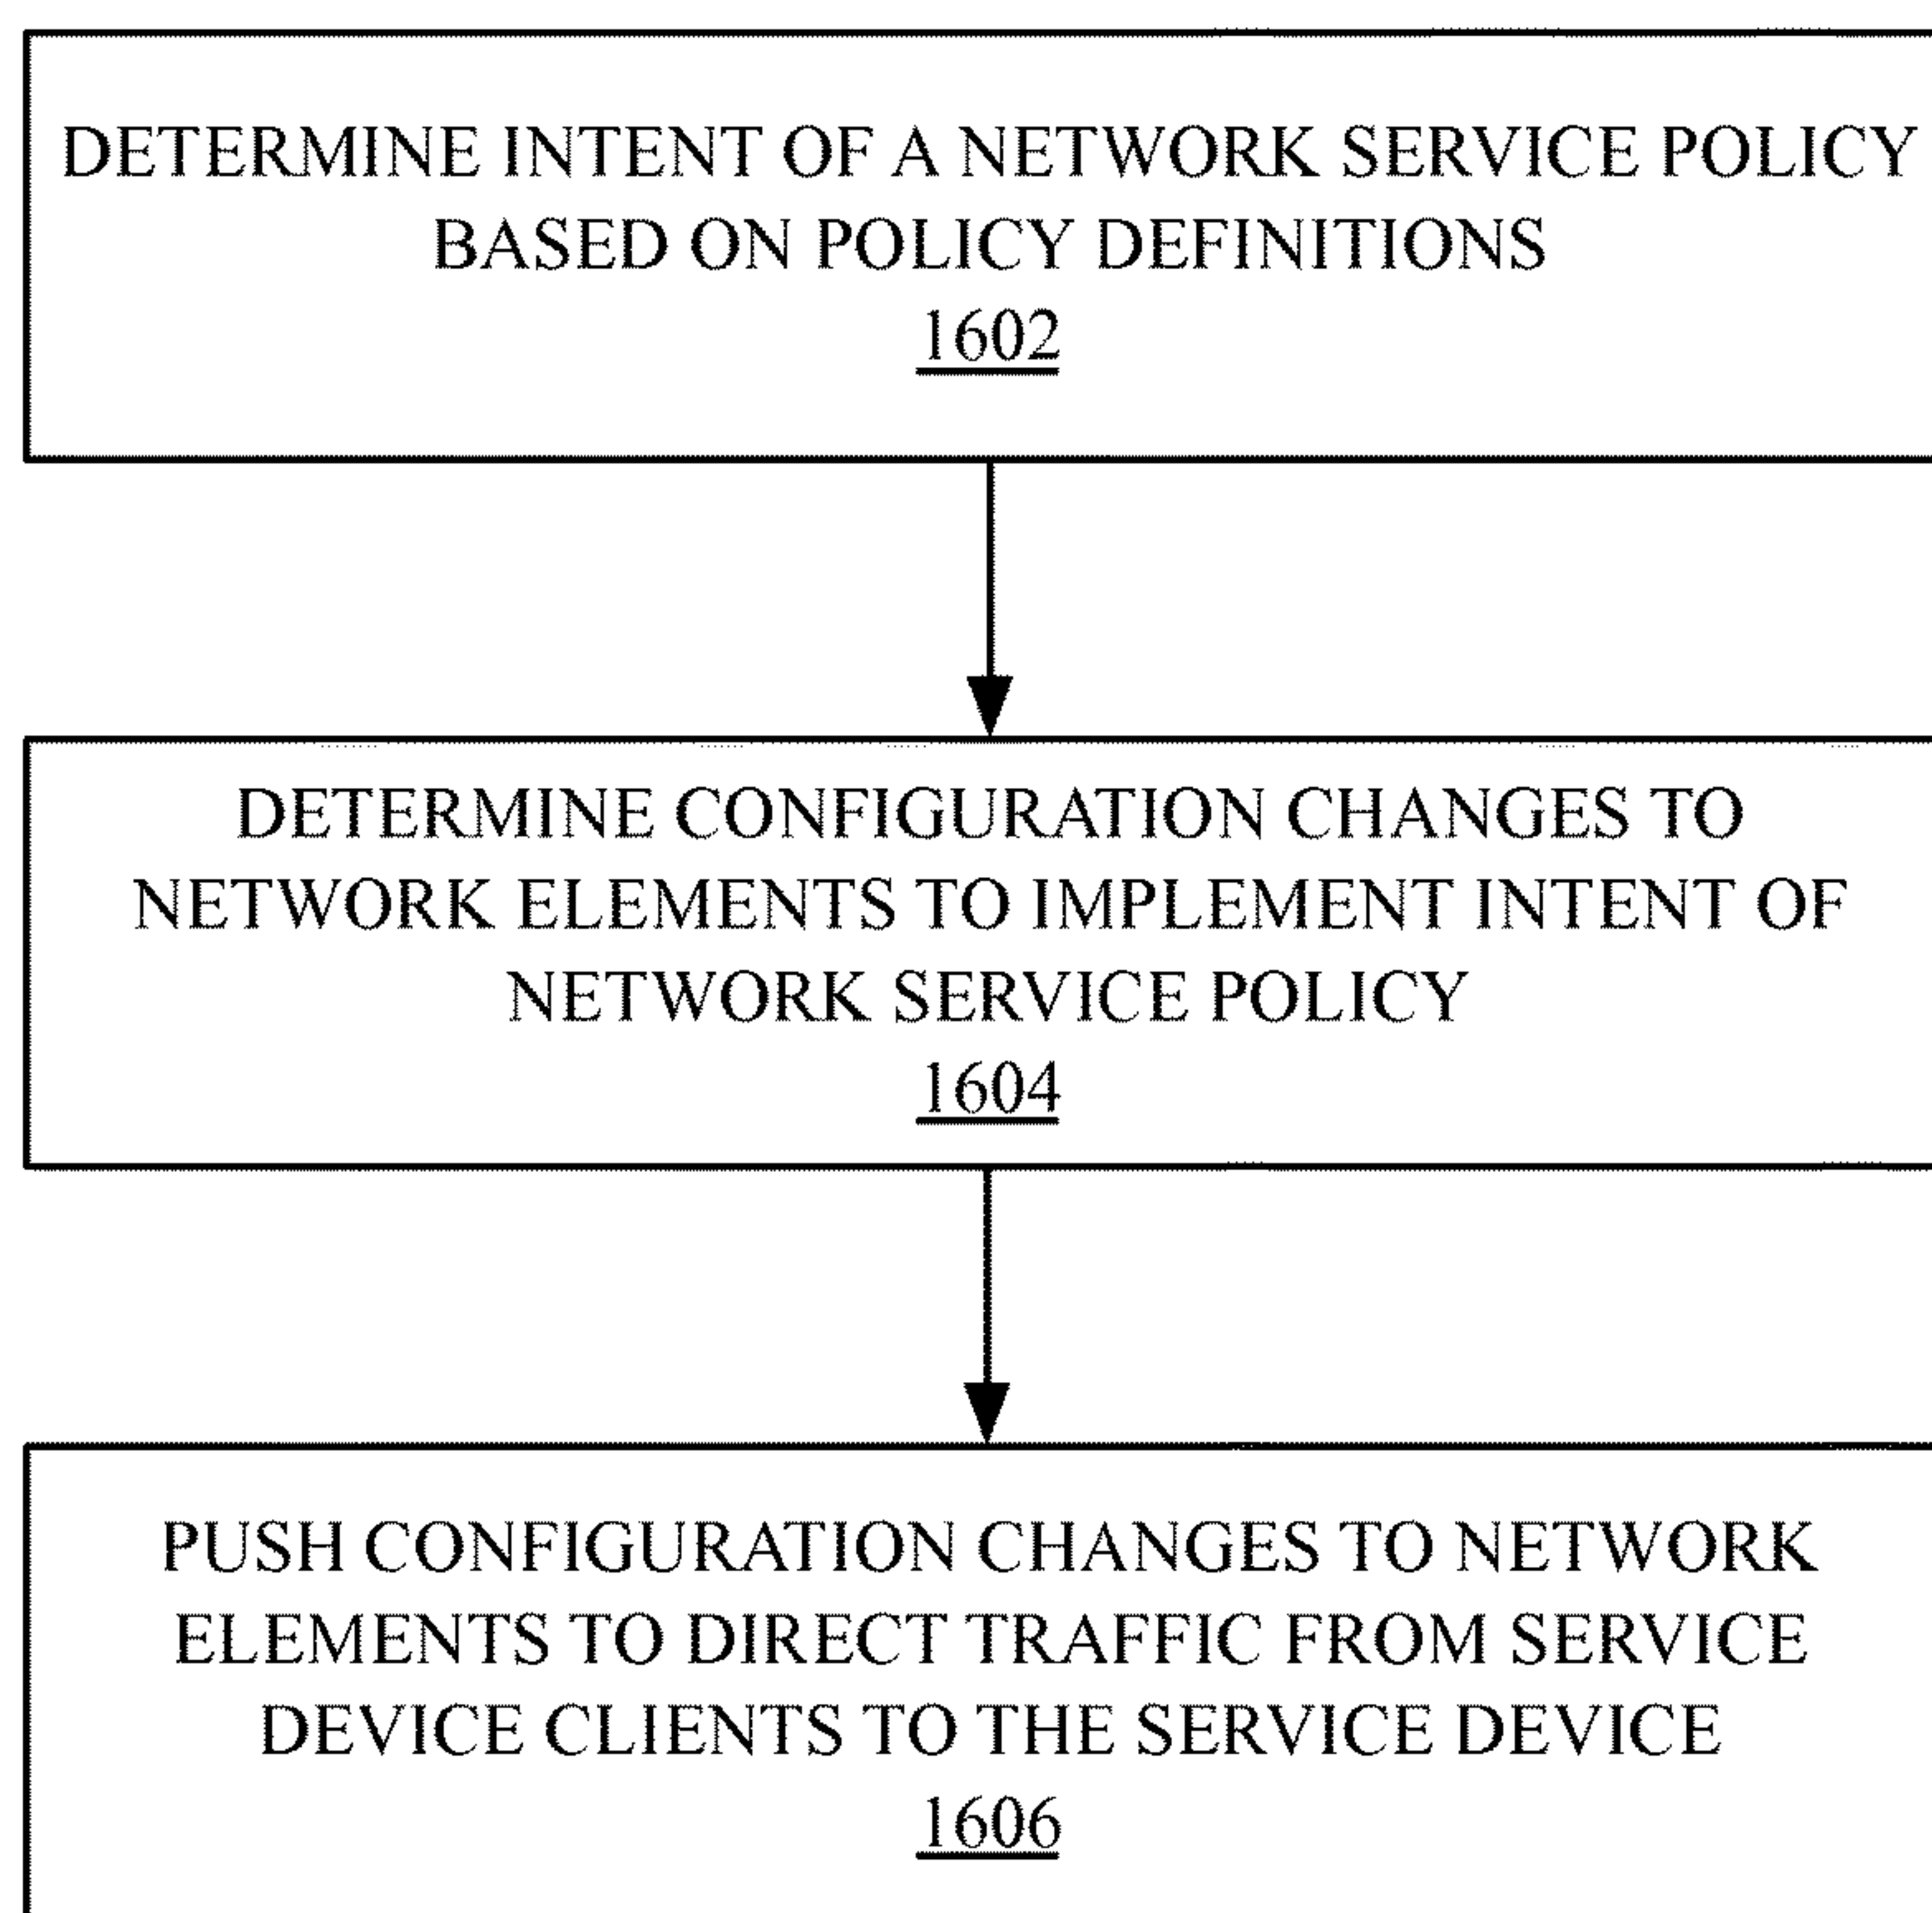 DETERMINE INTENT OF A NETWORK SERVICE POLICY
BASED ON POLICY DEFINITIONS
1602
DETERMINE CONFIGURATION CHANGES TO
NETWORK ELEMENTS TO IMPLEMENT INTENT OF
NETWORK SERVICE POLICY
1604
PUSH CONFIGURATION CHANGES TO NETWORK
ELEMENTS TO DIRECT TRAFFIC FROM SERVICE
DEVICE CLIENTS TO THE SERVICE DEVICE
1606